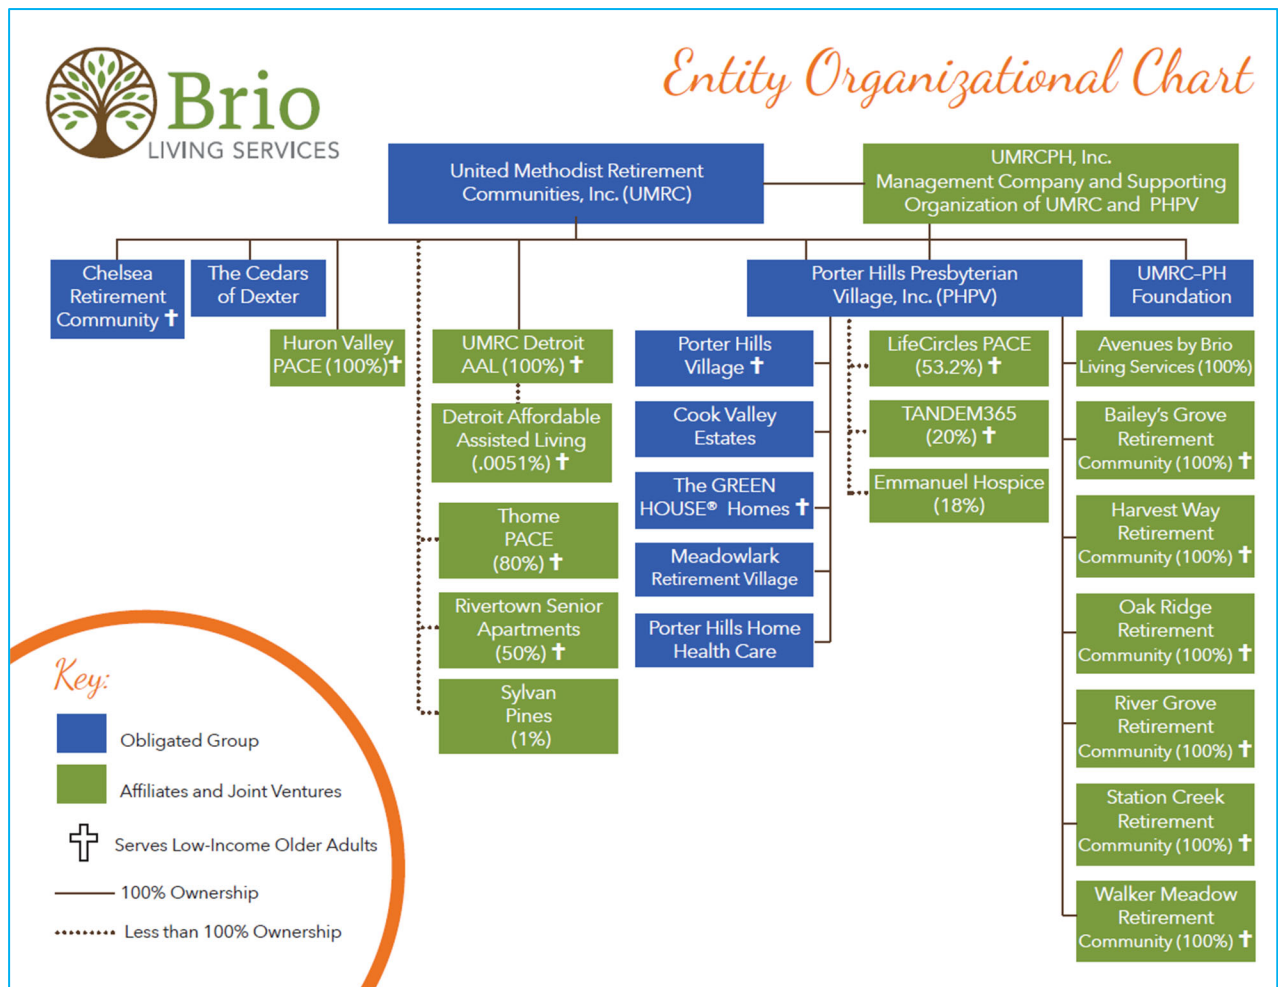 Brio
LIVING SERVICES
Entity Organizational Chart
United Methodist Retirement
Communities, Inc. (UMRC)
UMRCPH, Inc.
Management Company and Supporting
Organization of UMRC and PHPV
Chelsea
Retirement
Community ✝
The Cedars
of Dexter
Huron Valley
PACE (100%)✝
UMRC Detroit
AAL (100%) ✝
Detroit Affordable
Assisted Living
(.0051%) ✝
Thome
PACE
(80%) ✝
Rivertown Senior
Apartments
(50%) ✝
Sylvan
Pines
(1%)
Porter Hills Presbyterian
Village, Inc. (PHPV)
Porter Hills
Village ✝
Cook Valley
Estates
The GREEN
HOUSE® Homes ✝
Meadowlark
Retirement Village
Porter Hills Home
Health Care
LifeCircles PACE
(53.2%) ✝
TANDEM365
(20%) ✝
Emmanuel Hospice
(18%)
UMRC–PH
Foundation
Avenues by Brio
Living Services (100%)
Bailey's Grove
Retirement
Community (100%) ✝
Harvest Way
Retirement
Community (100%) ✝
Oak Ridge
Retirement
Community (100%) ✝
River Grove
Retirement
Community (100%) ✝
Station Creek
Retirement
Community (100%) ✝
Walker Meadow
Retirement
Community (100%) ✝
Key:
Obligated Group
Affiliates and Joint Ventures
Serves Low-Income Older Adults
100% Ownership
Less than 100% Ownership